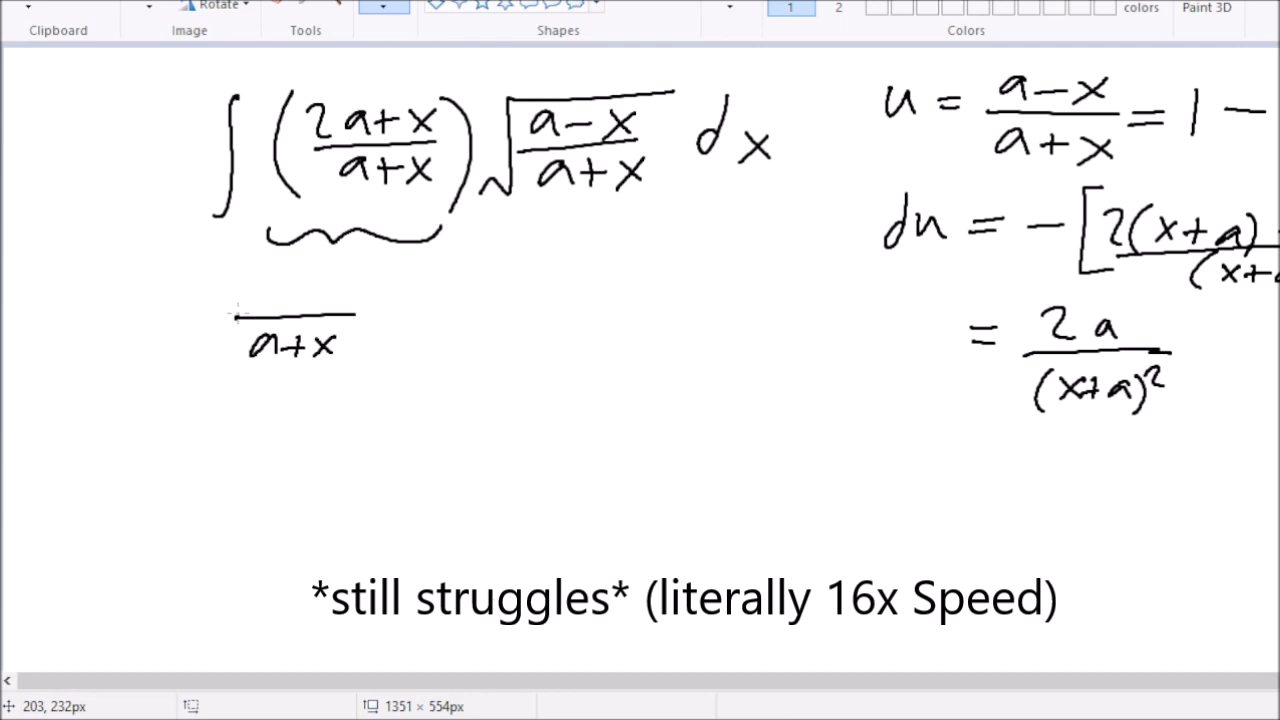 Rotate
1 2 colors Paint 3D
Clipboard Image Tools Shapes Colors
∫ (2a+x / a+x) √(a-x / a+x) dx
u = a-x / a+x = 1 -
du = - [2(x+a) / (x+
= 2a / (x+a)²
a+x
*still struggles* (literally 16x Speed)
203, 232px 1351 × 554px